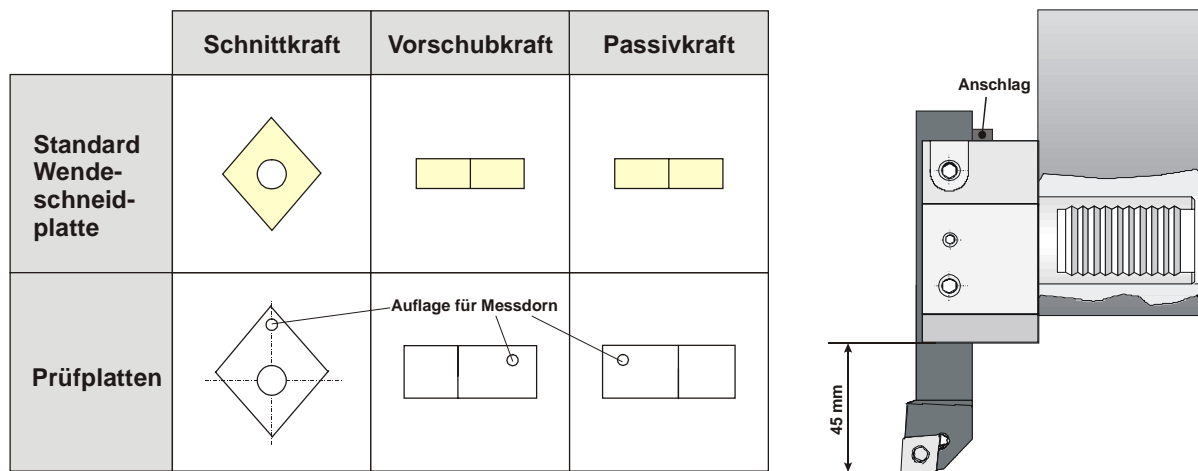 Schnittkraft
Vorschubkraft
Passivkraft
Standard
Wende-
schneid-
platte
Auflage für Messdorn
Prüfplatten
Anschlag
45 mm